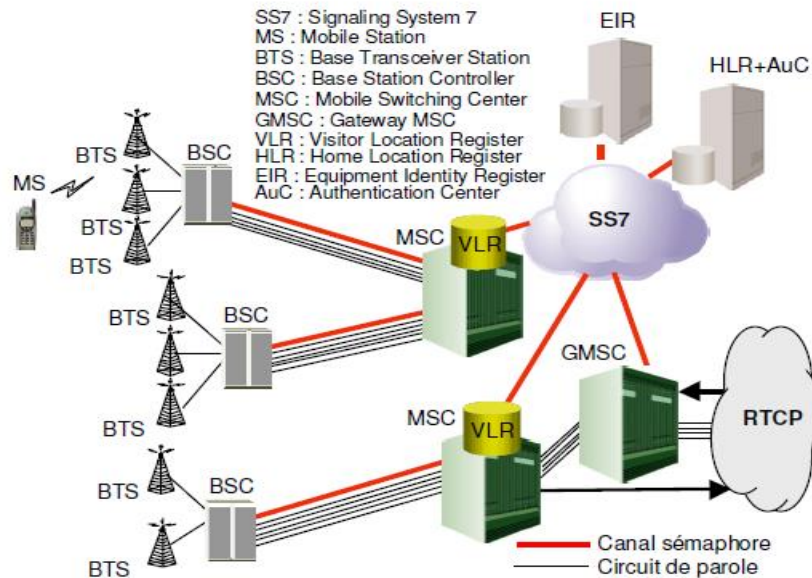 SS7 : Signaling System 7
MS : Mobile Station
BTS : Base Transceiver Station
BSC : Base Station Controller
MSC : Mobile Switching Center
GMSC : Gateway MSC
VLR : Visitor Location Register
HLR : Home Location Register
EIR : Equipment Identity Register
AuC : Authentication Center
EIR
HLR+AuC
BTS
BSC
MS
BTS
BTS
MSC
VLR
SS7
BTS
BSC
BTS
GMSC
MSC
VLR
RTCP
BTS
BSC
BTS
Canal sémaphore
Circuit de parole